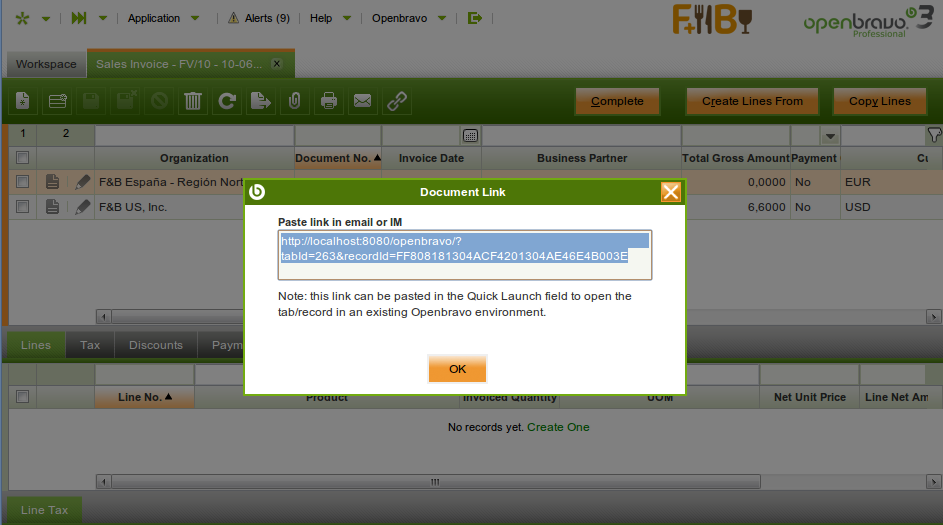 Application
Alerts (9)
Help
Openbravo
F&B
openbravo 3
Professional
Workspace
Sales Invoice - FV/10 - 10-06...
Complete
Create Lines From
Copy Lines
1 2
Organization Document No. Invoice Date Business Partner Total Gross Amount Payment Cu
F&B España - Región Nort 0,0000 No EUR
F&B US, Inc. 6,6000 No USD
Document Link
Paste link in email or IM
http://localhost:8080/openbravo/?
tabId=263&recordId=FF808181304ACF4201304AE46E4B003E
Note: this link can be pasted in the Quick Launch field to open the
tab/record in an existing Openbravo environment.
OK
Lines Tax Discounts Paym
Line No. Product Invoiced Quantity UOM Net Unit Price Line Net Am
No records yet. Create One
Line Tax